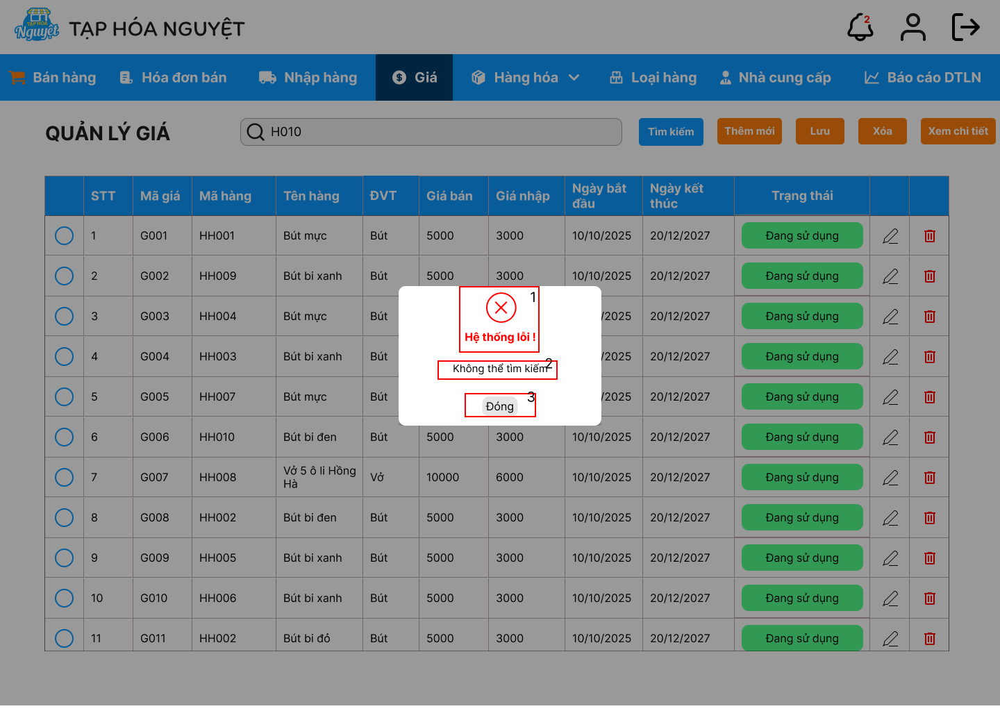 TẠP HÓA
Nguyệt
TẠP HÓA NGUYỆT
2
Bán hàng
Hóa đơn bán
Nhập hàng
$ Giá
Hàng hóa
Loại hàng
Nhà cung cấp
Báo cáo DTLN
QUẢN LÝ GIÁ
H010
Tìm kiếm
Thêm mới
Lưu
Xóa
Xem chi tiết
STT Mã giá Mã hàng Tên hàng ĐVT Giá bán Giá nhập Ngày bắt đầu Ngày kết thúc Trạng thái
1 G001 HH001 Bút mực Bút 5000 3000 10/10/2025 20/12/2027 Đang sử dụng
2 G002 HH009 Bút bi xanh Bút 5000 3000 10/10/2025 20/12/2027 Đang sử dụng
3 G003 HH004 Bút mực Bút /2025 20/12/2027 Đang sử dụng
4 G004 HH003 Bút bi xanh Bút /2025 20/12/2027 Đang sử dụng
5 G005 HH007 Bút mực Bút /2025 20/12/2027 Đang sử dụng
6 G006 HH010 Bút bi đen Bút 5000 3000 10/10/2025 20/12/2027 Đang sử dụng
7 G007 HH008 Vở 5 ô li Hồng Hà Vở 10000 6000 10/10/2025 20/12/2027 Đang sử dụng
8 G008 HH002 Bút bi đen Bút 5000 3000 10/10/2025 20/12/2027 Đang sử dụng
9 G009 HH005 Bút bi xanh Bút 5000 3000 10/10/2025 20/12/2027 Đang sử dụng
10 G010 HH006 Bút bi xanh Bút 5000 3000 10/10/2025 20/12/2027 Đang sử dụng
11 G011 HH002 Bút bi đỏ Bút 5000 3000 10/10/2025 20/12/2027 Đang sử dụng
1
Hệ thống lỗi !
2
Không thể tìm kiếm
3
Đóng